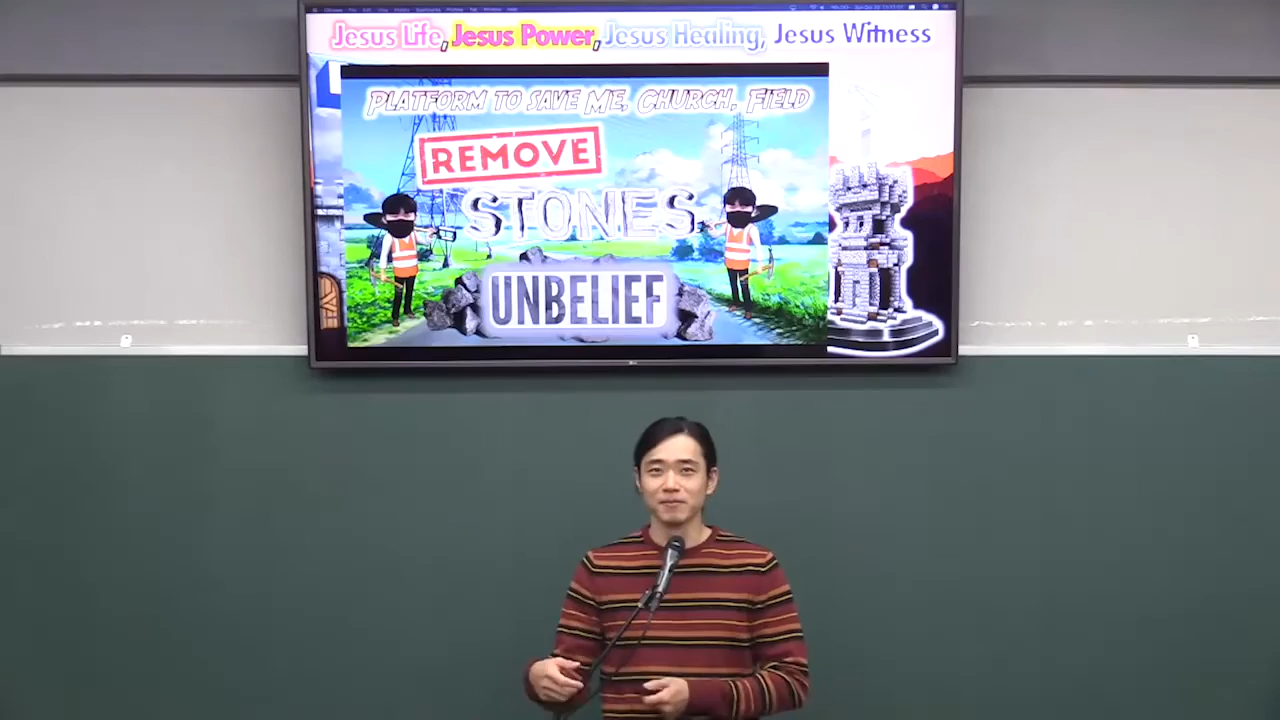 Jesus Life, Jesus Power, Jesus Healing, Jesus Witness
PLATFORM TO SAVE ME, CHURCH, FIELD
REMOVE
STONES
UNBELIEF